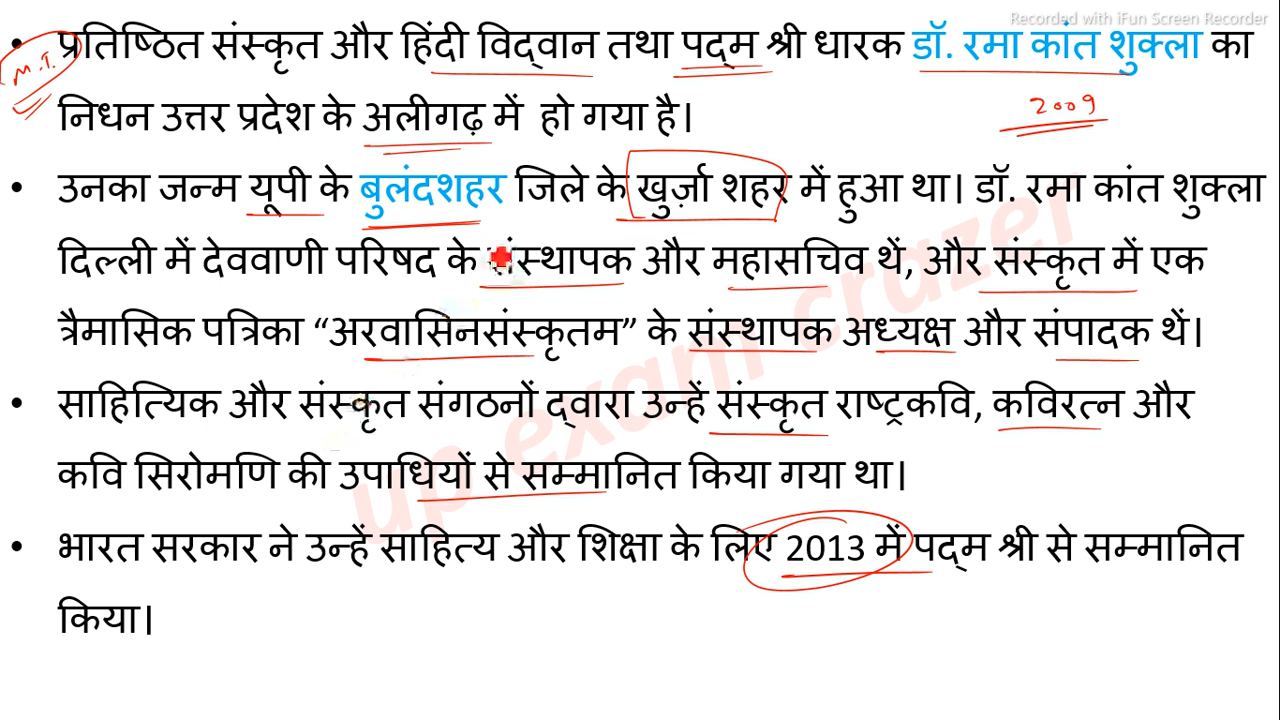 Recorded with iFun Screen Recorder
• प्रतिष्ठित संस्कृत और हिंदी विद्वान तथा पद्म श्री धारक डॉ. रमा कांत शुक्ला का
M.I.
निधन उत्तर प्रदेश के अलीगढ़ में हो गया है।
2009
• उनका जन्म यूपी के बुलंदशहर जिले के खुर्ज़ा शहर में हुआ था। डॉ. रमा कांत शुक्ला
दिल्ली में देववाणी परिषद के संस्थापक और महासचिव थें, और संस्कृत में एक
त्रैमासिक पत्रिका “अरवासिनसंस्कृतम” के संस्थापक अध्यक्ष और संपादक थें।
• साहित्यिक और संस्कृत संगठनों द्वारा उन्हें संस्कृत राष्ट्रकवि, कविरत्न और
कवि सिरोमणि की उपाधियों से सम्मानित किया गया था।
• भारत सरकार ने उन्हें साहित्य और शिक्षा के लिए 2013 में पद्म श्री से सम्मानित
किया।
up exam crazer